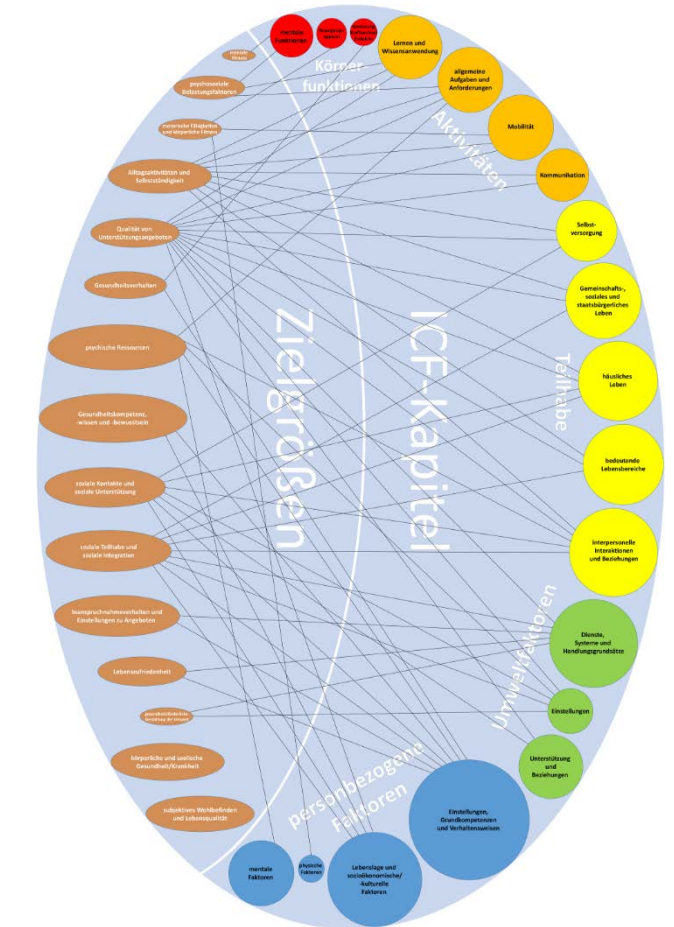 mentale
Funktionen
Lernen und
Wissensanwendung
allgemeine
Aufgaben und
Anforderungen
Mobilität
Kommunikation
Selbst-
versorgung
Gemeinschafts-,
soziales und
staatsbürgerliches
Leben
häusliches
Leben
bedeutende
Lebensbereiche
interpersonelle
Interaktionen
und Beziehungen
Dienste,
Systeme und
Handlungsgrundsätze
Einstellungen
Unterstützung
und
Beziehungen
Einstellungen,
Grundkompetenzen
und Verhaltensweisen
Lebenslage und
sozioökonomische/
-kulturelle
Faktoren
physische
Faktoren
mentale
Faktoren
funktionen
Aktivitäten
Teilhabe
Umweltfaktoren
personbezogene
Faktoren
ICF-Kapitel
Zielgrößen
psychosoziale
Belastungsfaktoren
motorische Fähigkeiten
und körperliche Fitness
Alltagsaktivitäten und
Selbstständigkeit
Qualität von
Unterstützungsangeboten
Gesundheitsverhalten
psychische Ressourcen
Gesundheitskompetenz,
-wissen und -bewusstsein
soziale Kontakte und
soziale Unterstützung
soziale Teilhabe und
soziale Integration
Inanspruchnahmeverhalten und
Einstellungen zu Angeboten
Lebenszufriedenheit
körperliche und seelische
Gesundheit/Krankheit
subjektives Wohlbefinden
und Lebensqualität